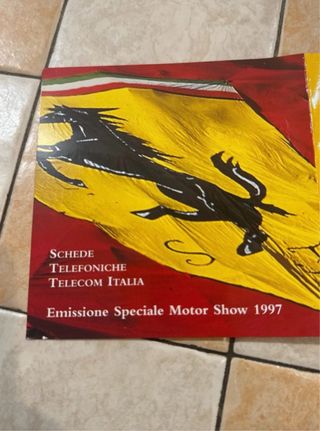 SCHEDE
TELEFONICHE
TELECOM ITALIA
Emissione Speciale Motor Show 1997